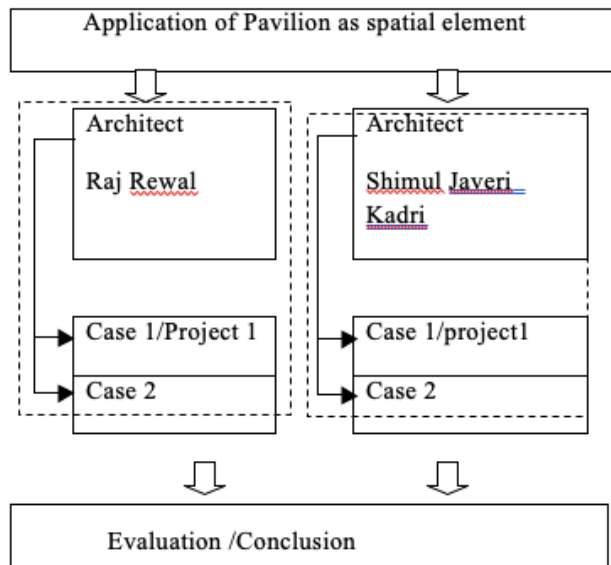 Application of Pavilion as spatial element
Architect
Raj Rewal
Case 1/Project 1
Case 2
Architect
Shimul Javeri
Kadri
Case 1/project1
Case 2
Evaluation /Conclusion